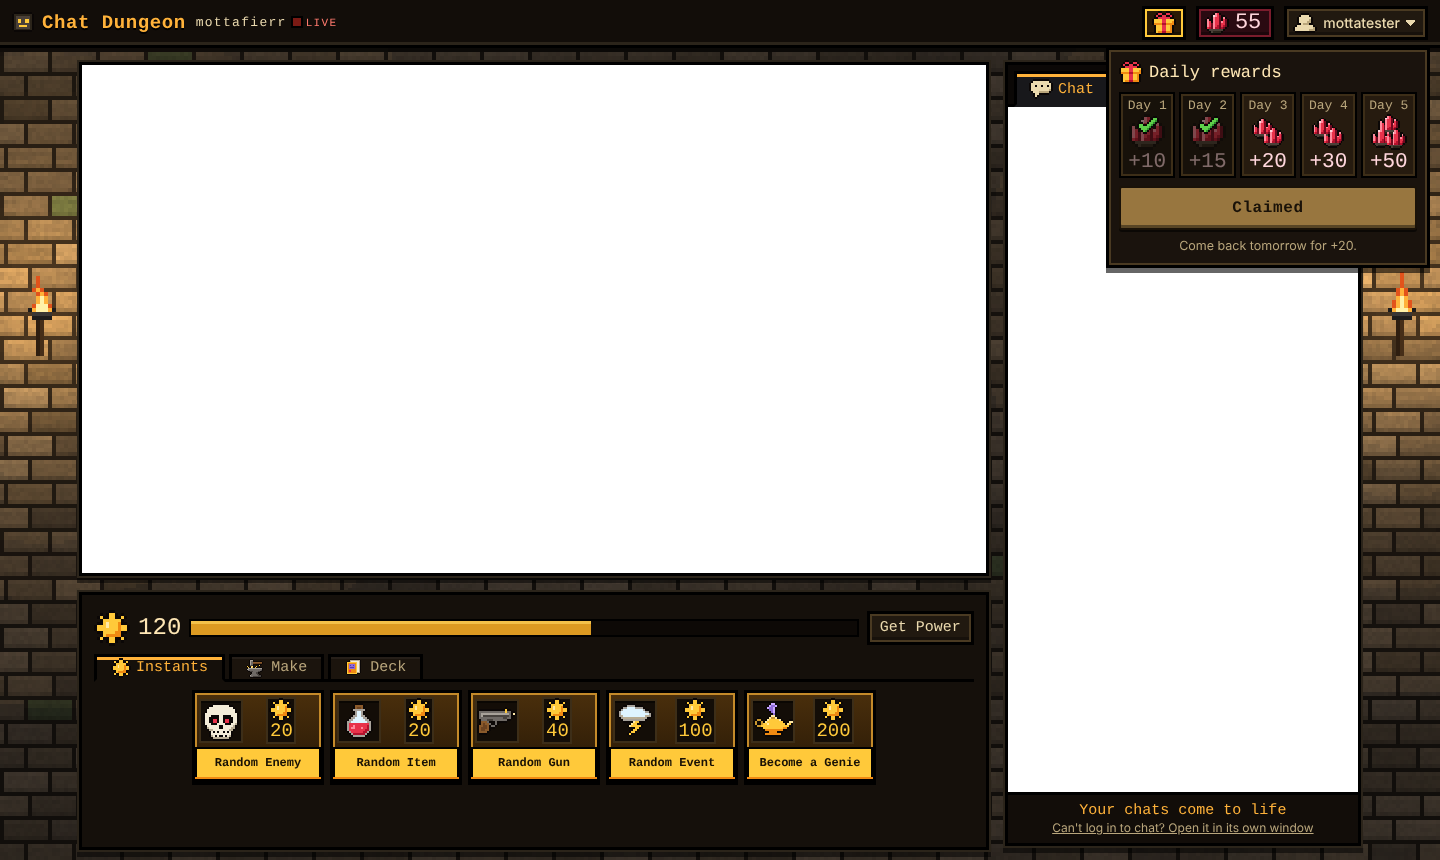 Chat Dungeon mottafierr LIVE
55
mottatester
Daily rewards
Day 1 Day 2 Day 3 Day 4 Day 5
+10 +15 +20 +30 +50
Claimed
Come back tomorrow for +20.
Chat
120
Get Power
Instants Make Deck
20 20 40 100 200
Random Enemy Random Item Random Gun Random Event Become a Genie
Your chats come to life
Can't log in to chat? Open it in its own window